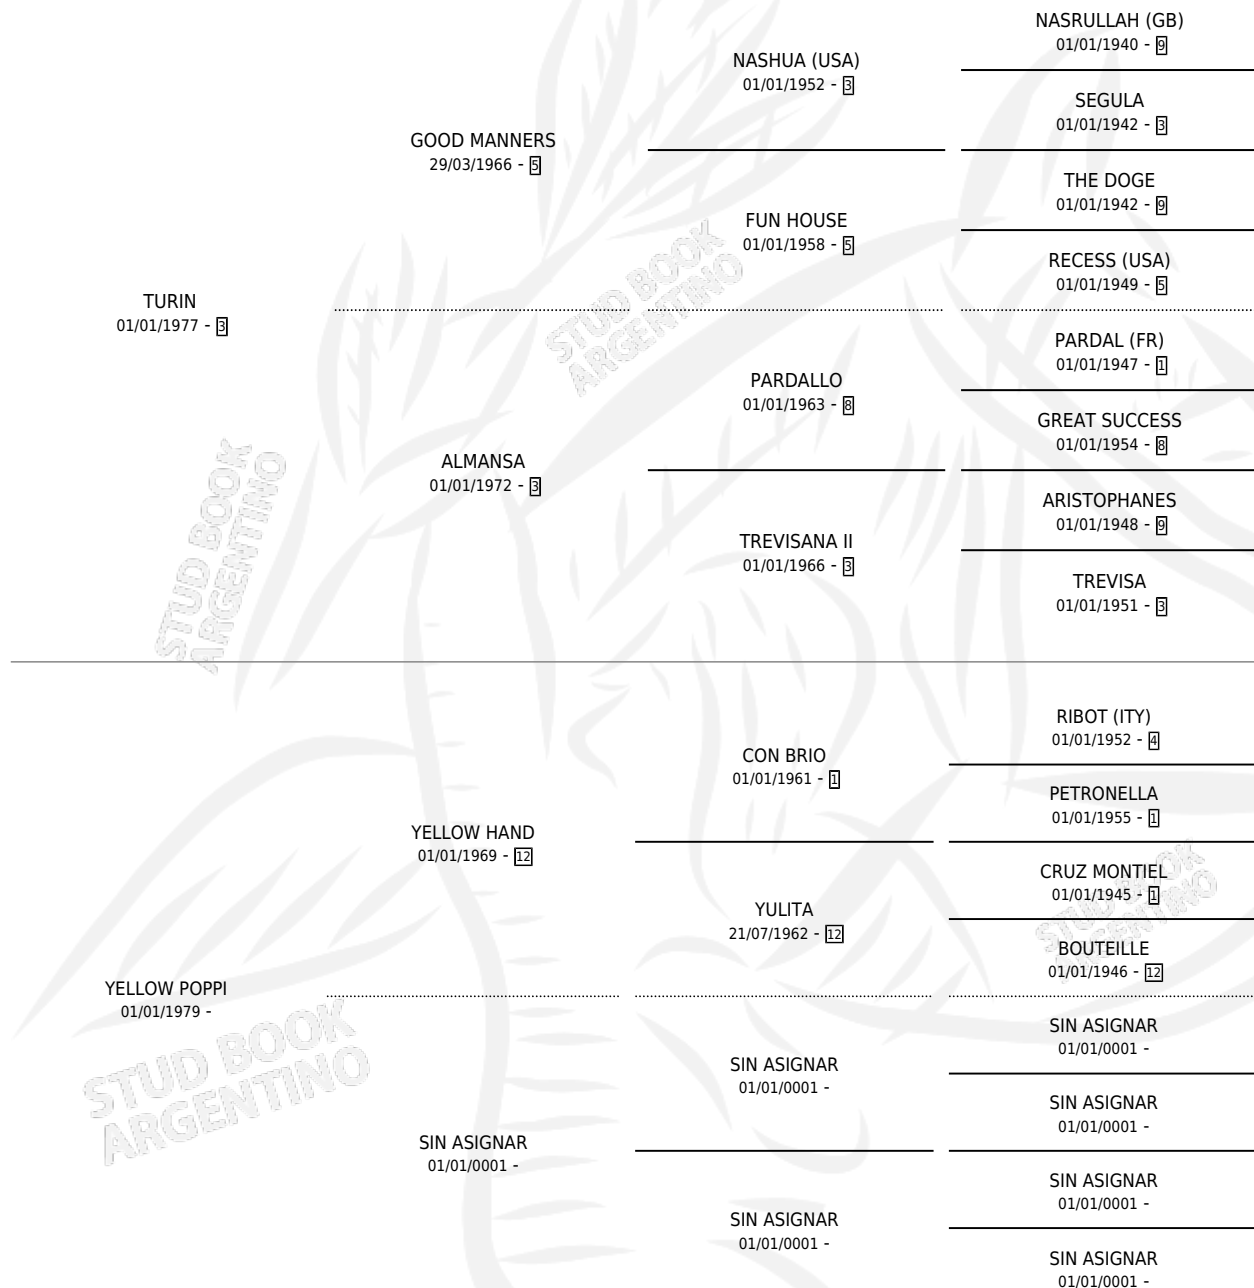 NASRULLAH (GB)
01/01/1940 - 9
NASHUA (USA)
01/01/1952 - 3
SEGULA
01/01/1942 - 3
GOOD MANNERS
29/03/1966 - 5
THE DOGE
01/01/1942 - 9
FUN HOUSE
01/01/1958 - 5
RECESS (USA)
01/01/1949 - 5
TURIN
01/01/1977 - 3
PARDAL (FR)
01/01/1947 - 1
PARDALLO
01/01/1963 - 8
GREAT SUCCESS
01/01/1954 - 8
ALMANSA
01/01/1972 - 3
ARISTOPHANES
01/01/1948 - 9
TREVISANA II
01/01/1966 - 3
TREVISA
01/01/1951 - 3
RIBOT (ITY)
01/01/1952 - 4
CON BRIO
01/01/1961 - 1
PETRONELLA
01/01/1955 - 1
YELLOW HAND
01/01/1969 - 12
CRUZ MONTIEL
01/01/1945 - 1
YULITA
21/07/1962 - 12
BOUTEILLE
01/01/1946 - 12
YELLOW POPPI
01/01/1979 -
SIN ASIGNAR
01/01/0001 -
SIN ASIGNAR
01/01/0001 -
SIN ASIGNAR
01/01/0001 -
SIN ASIGNAR
01/01/0001 -
SIN ASIGNAR
01/01/0001 -
SIN ASIGNAR
01/01/0001 -
SIN ASIGNAR
01/01/0001 -
STUD BOOK
ARGENTINO
STUD BOOK
ARGENTINO
STUD BOOK
ARGENTINO
STUD BOOK
ARGENTINO